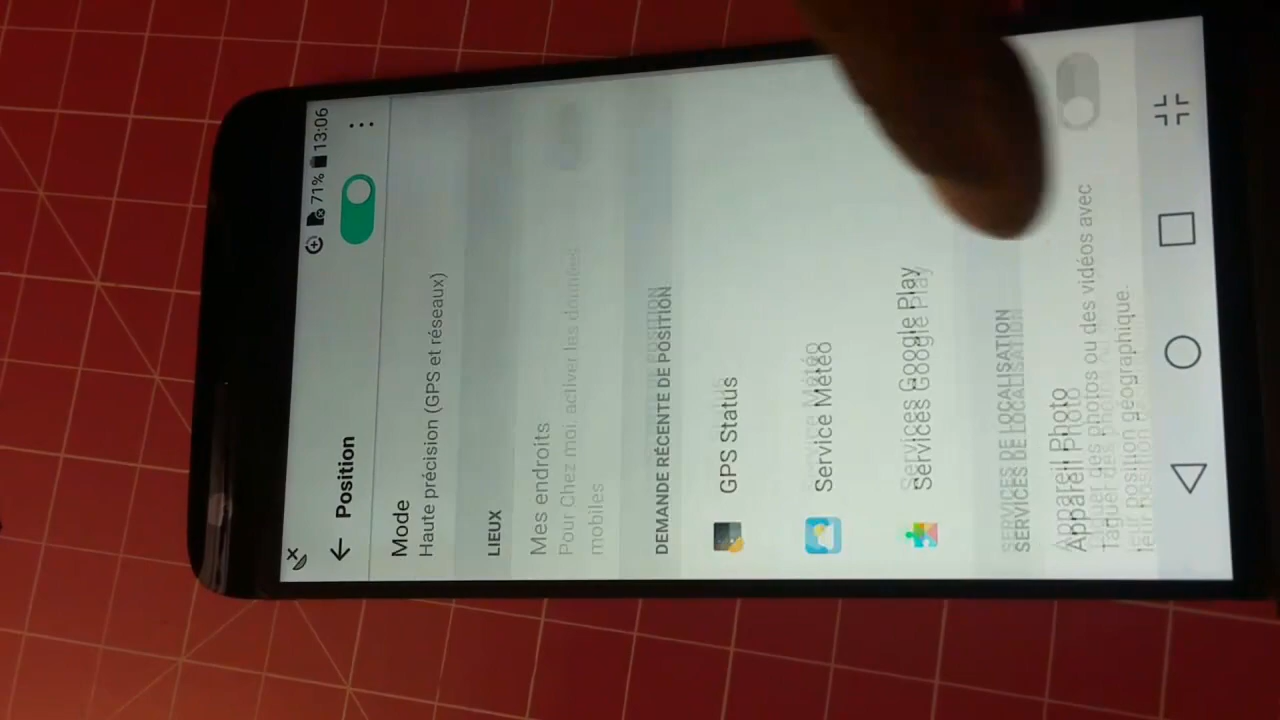 71% 13:06
Position
Mode
Haute précision (GPS et réseaux)
LIEUX
Mes endroits
Pour Chez moi, activer les données
mobiles
DEMANDE RÉCENTE DE POSITION
GPS Status
Service Météo
Services Google Play
SERVICES DE LOCALISATION
Appareil Photo
Taguer des photos ou des vidéos avec
leur position géographique.